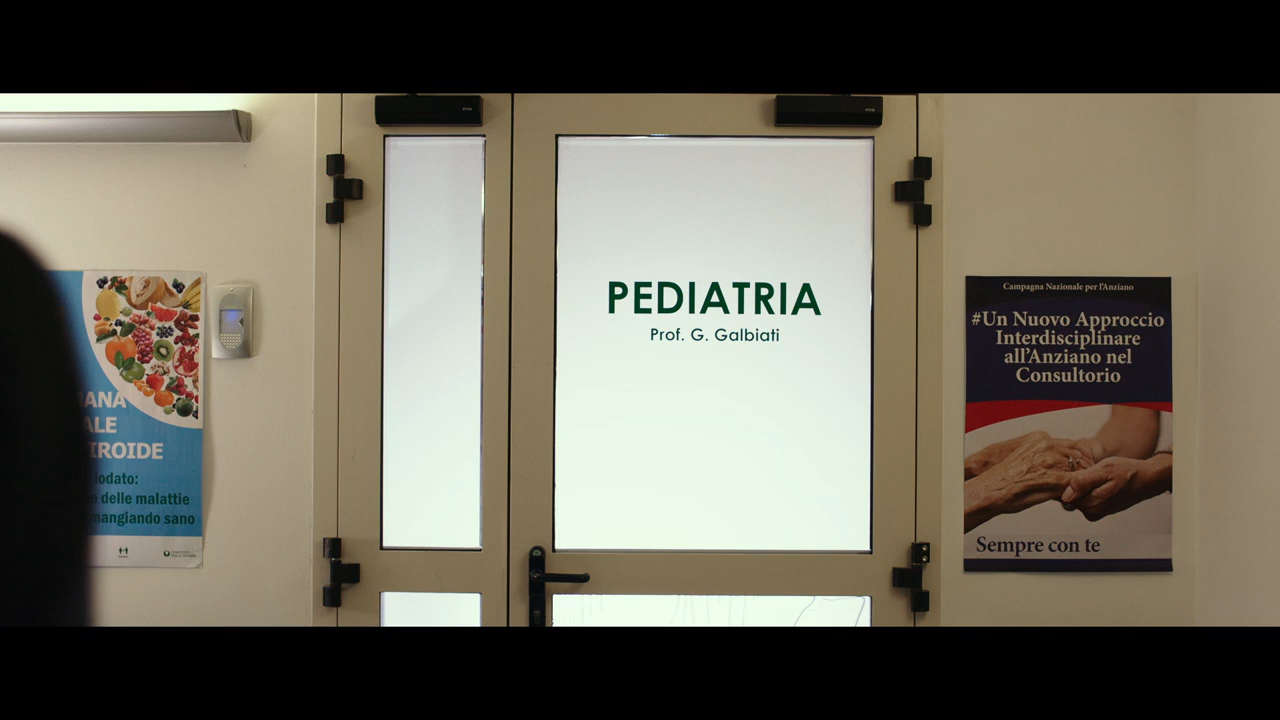 PEDIATRIA
Prof. G. Galbiati
IANA
ALE
IROIDE
iodato:
e delle malattie
mangiando sano
Campagna Nazionale per l'Anziano
#Un Nuovo Approccio
Interdisciplinare
all'Anziano nel
Consultorio
Sempre con te